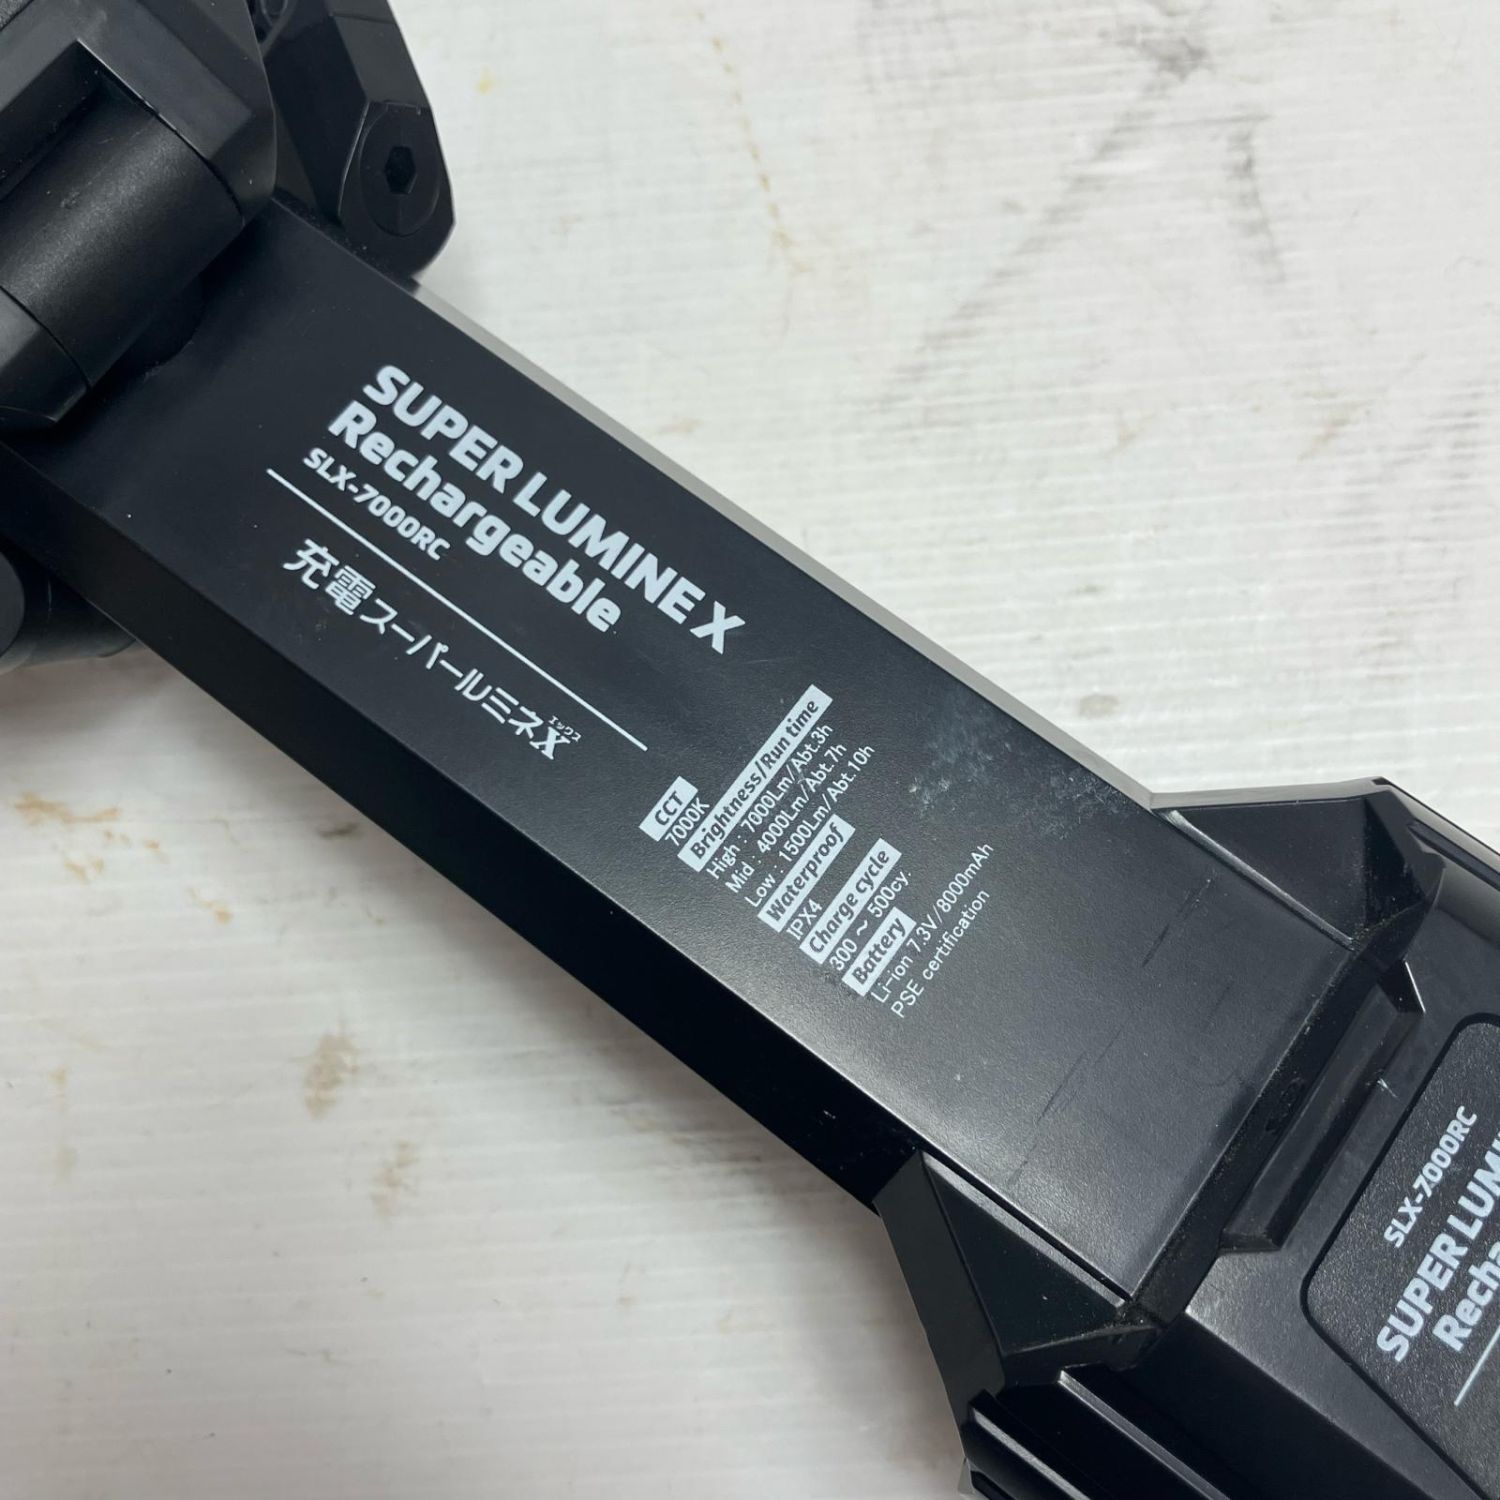 SUPER LUMINE X
Rechargeable
SLX-7000RC
充電スーパールミネX
エックス
CCT
7000K
Brightness/Run time
High : 7000Lm/Abt.3h
Mid : 4000Lm/Abt.7h
Low : 1500Lm/Abt.10h
Waterproof
IPX4
Charge cycle
300 ~ 500cy.
Battery
Li-ion 7.3V/8000mAh
PSE certification
SLX-7000RC
SUPER LUMI
Recha